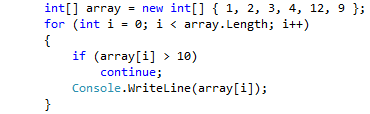 int[] array = new int[] { 1, 2, 3, 4, 12, 9 };
for (int i = 0; i < array.Length; i++)
{
if (array[i] > 10)
continue;
Console.WriteLine(array[i]);
}